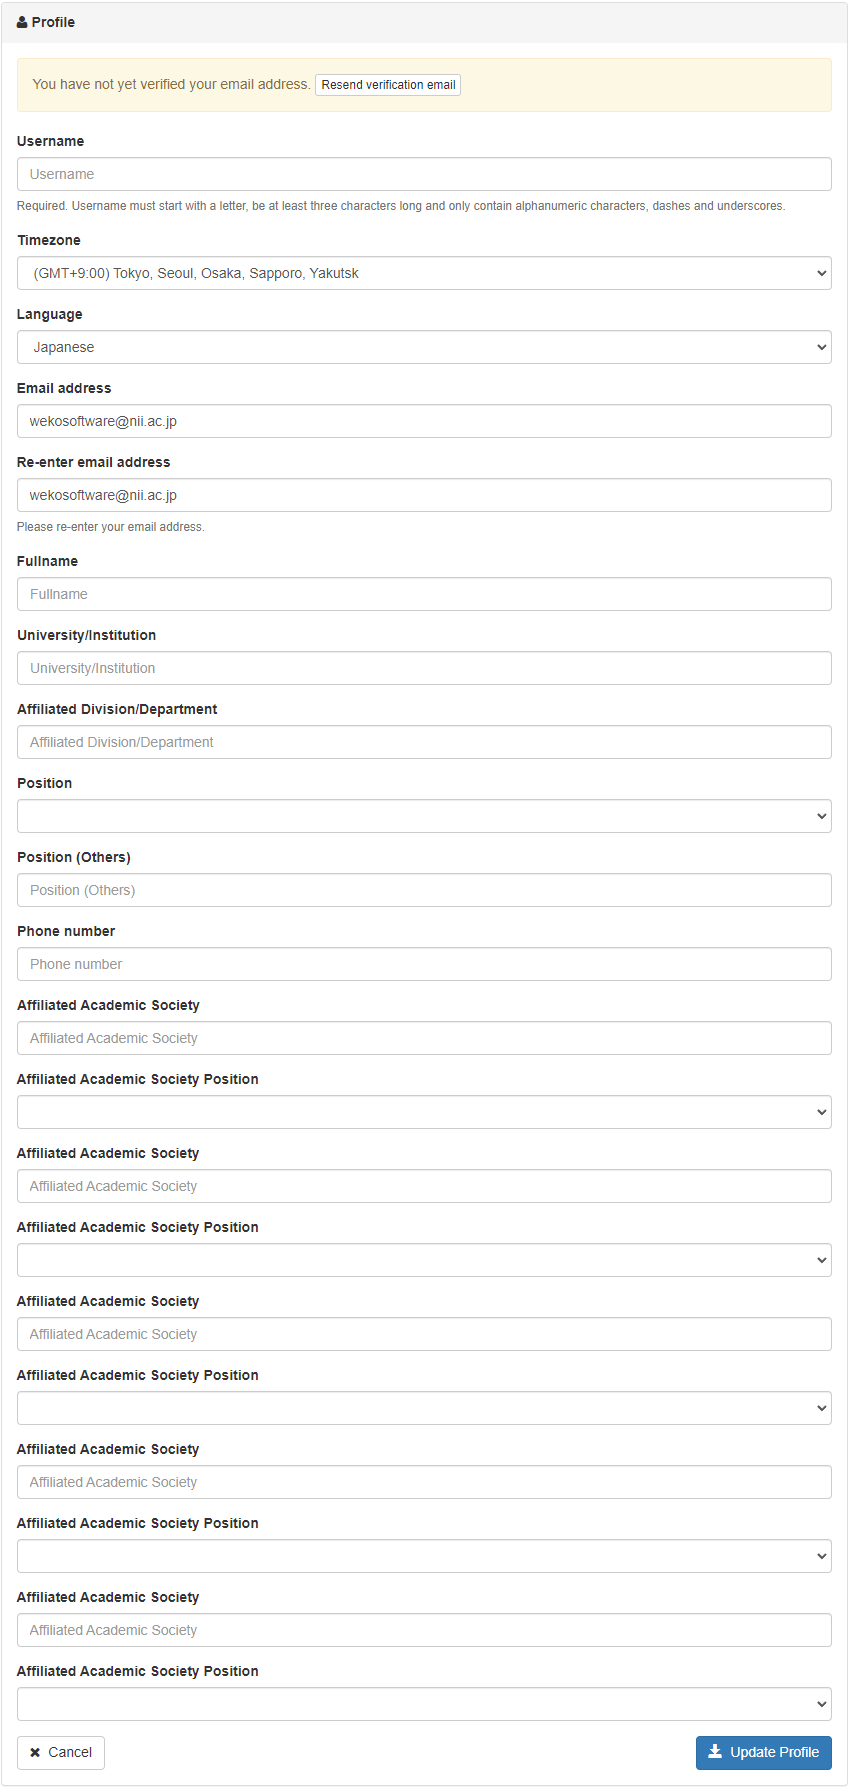 Profile
You have not yet verified your email address. Resend verification email
Username
Username
Required. Username must start with a letter, be at least three characters long and only contain alphanumeric characters, dashes and underscores.
Timezone
(GMT+9:00) Tokyo, Seoul, Osaka, Sapporo, Yakutsk
Language
Japanese
Email address
wekosoftware@nii.ac.jp
Re-enter email address
wekosoftware@nii.ac.jp
Please re-enter your email address.
Fullname
Fullname
University/Institution
University/Institution
Affiliated Division/Department
Affiliated Division/Department
Position
Position (Others)
Position (Others)
Phone number
Phone number
Affiliated Academic Society
Affiliated Academic Society
Affiliated Academic Society Position
Affiliated Academic Society
Affiliated Academic Society
Affiliated Academic Society Position
Affiliated Academic Society
Affiliated Academic Society
Affiliated Academic Society Position
Affiliated Academic Society
Affiliated Academic Society
Affiliated Academic Society Position
Affiliated Academic Society
Affiliated Academic Society
Affiliated Academic Society Position
Cancel Update Profile